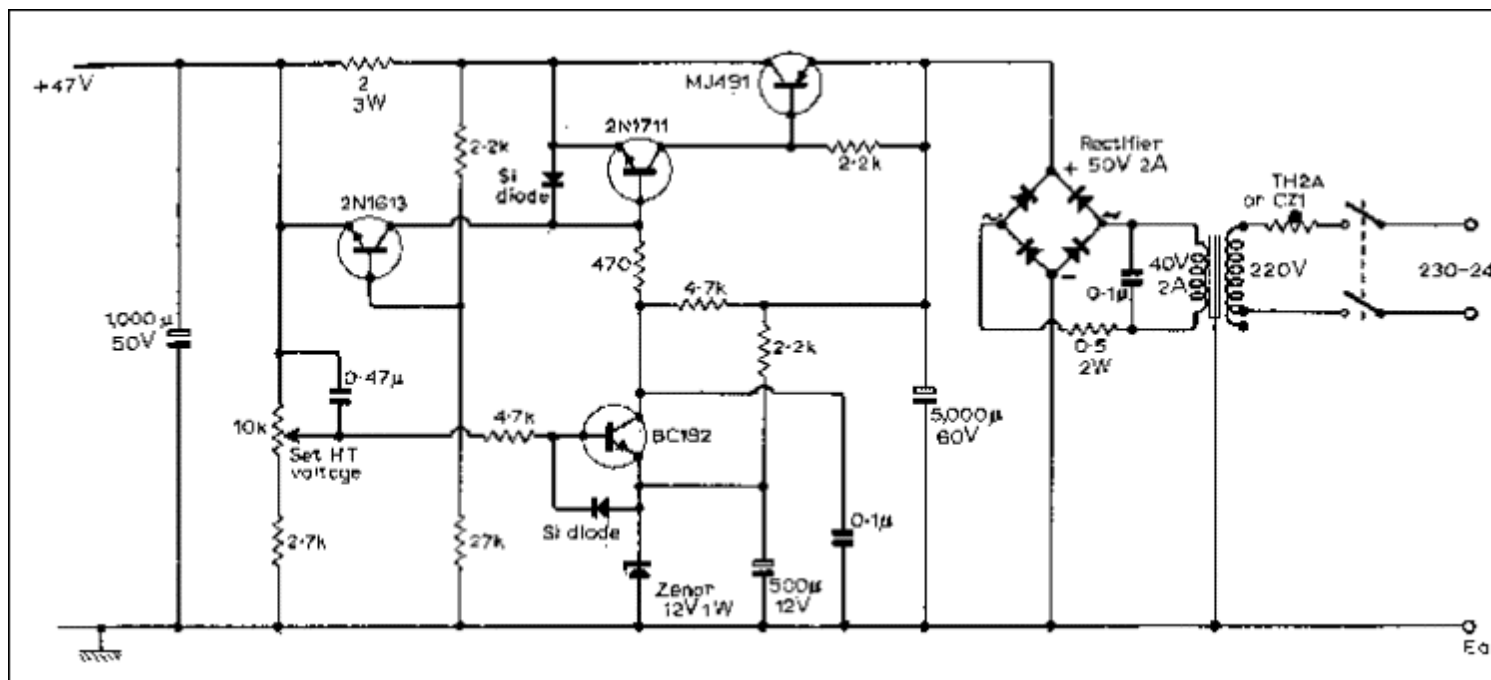 +47V
2
3W
MJ491
2N1711
2·2k
2·2k
Si
diode
2N1613
Rectifier
+ 50V 2A
TH2A
or CZ1
470
4·7k
1,000μ
50V
2·2k
40V
2A
0·1μ
220V
230-24
0·5
2W
0·47μ
10k
Set HT
voltage
4·7k
BC192
5,000μ
60V
Si diode
0·1μ
2·7k
27k
Zenor
12V 1W
500μ
12V
Ea